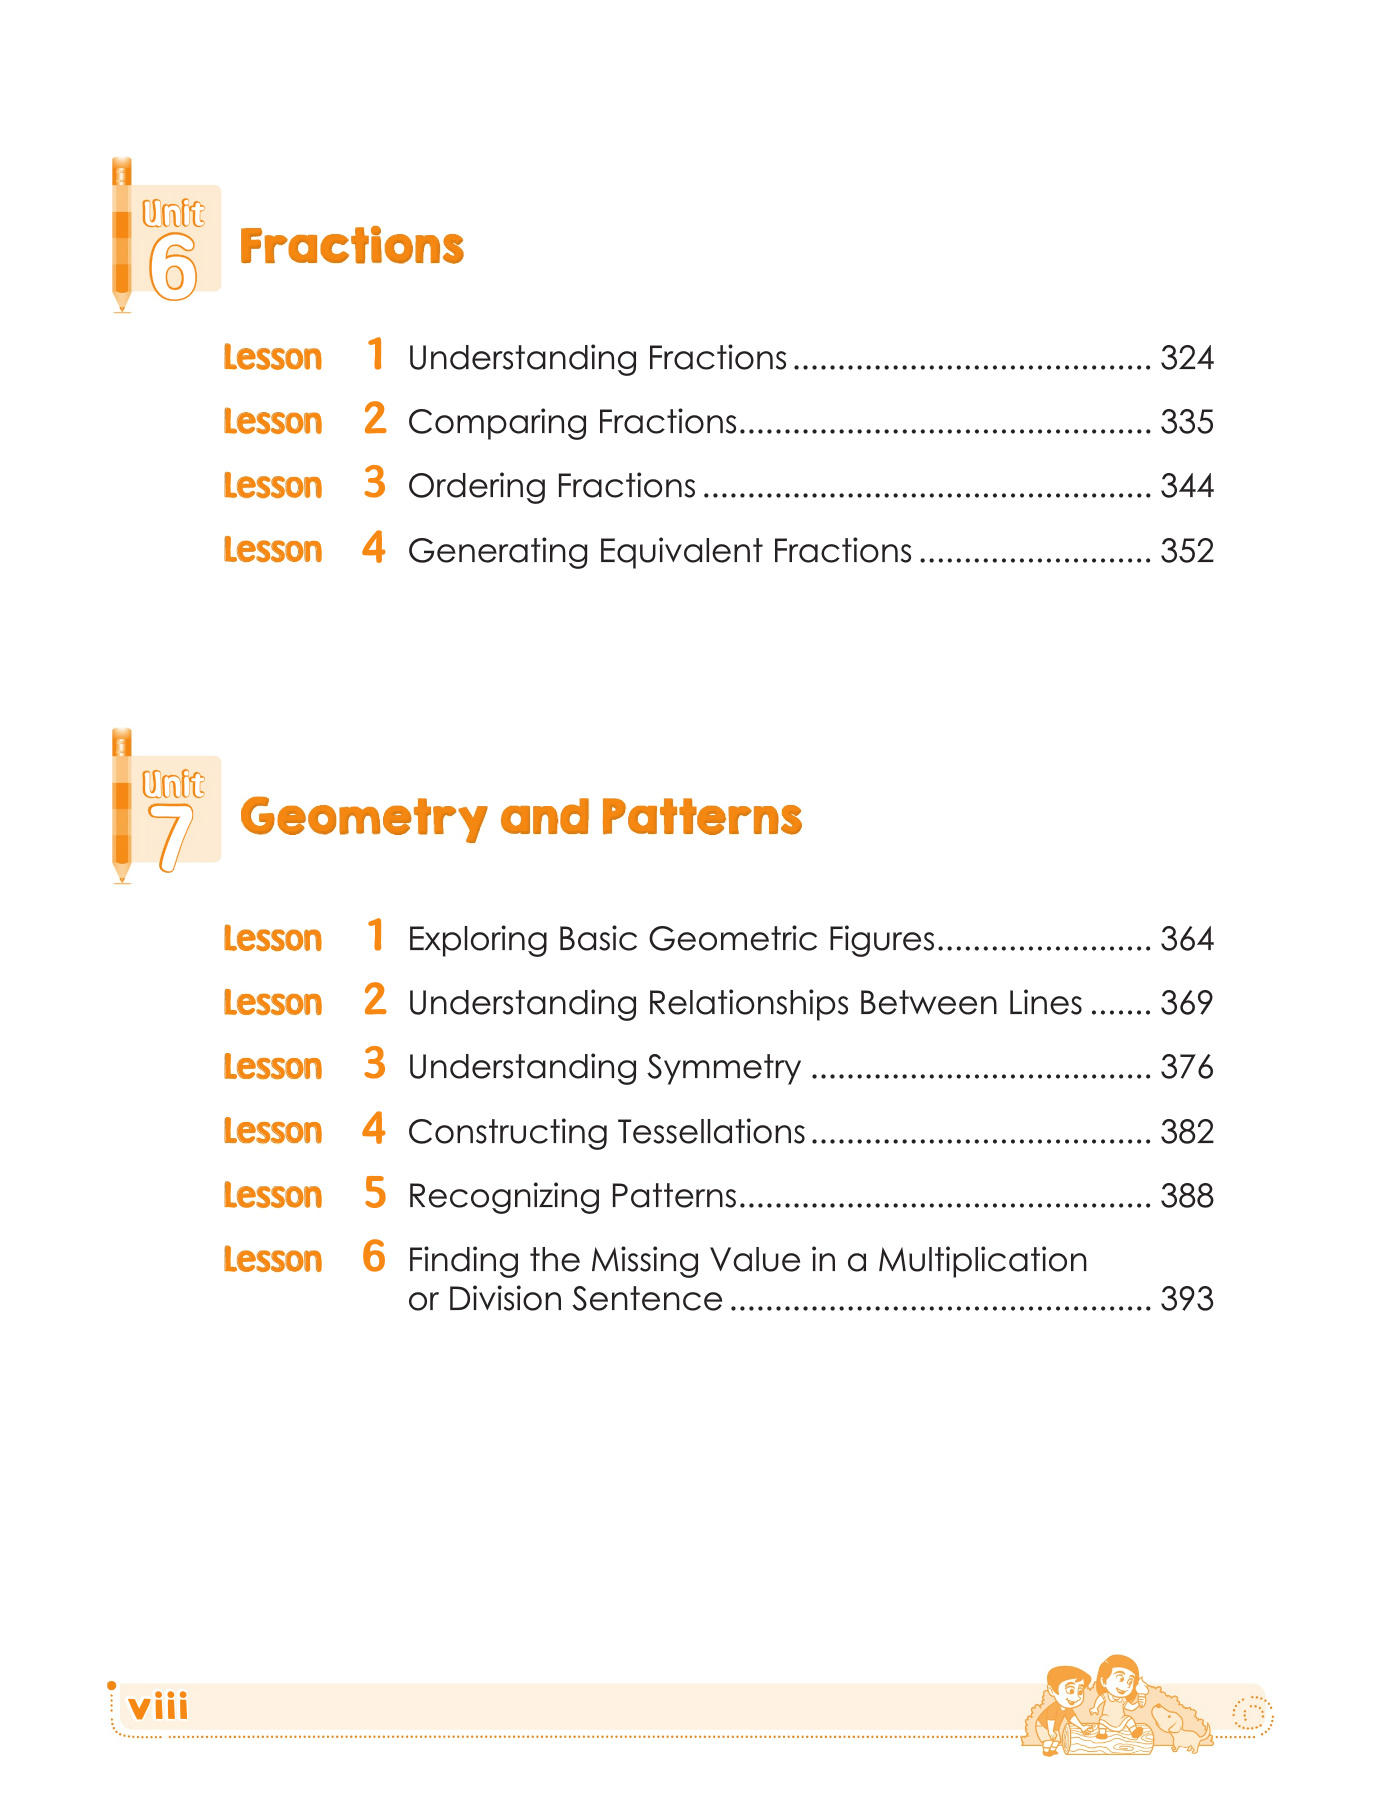 Unit
6
Fractions
Lesson 1 Understanding Fractions ........................................ 324
Lesson 2 Comparing Fractions.............................................. 335
Lesson 3 Ordering Fractions .................................................. 344
Lesson 4 Generating Equivalent Fractions .......................... 352
Unit
7
Geometry and Patterns
Lesson 1 Exploring Basic Geometric Figures........................ 364
Lesson 2 Understanding Relationships Between Lines ....... 369
Lesson 3 Understanding Symmetry ...................................... 376
Lesson 4 Constructing Tessellations ...................................... 382
Lesson 5 Recognizing Patterns.............................................. 388
Lesson 6 Finding the Missing Value in a Multiplication
or Division Sentence ............................................... 393
viii